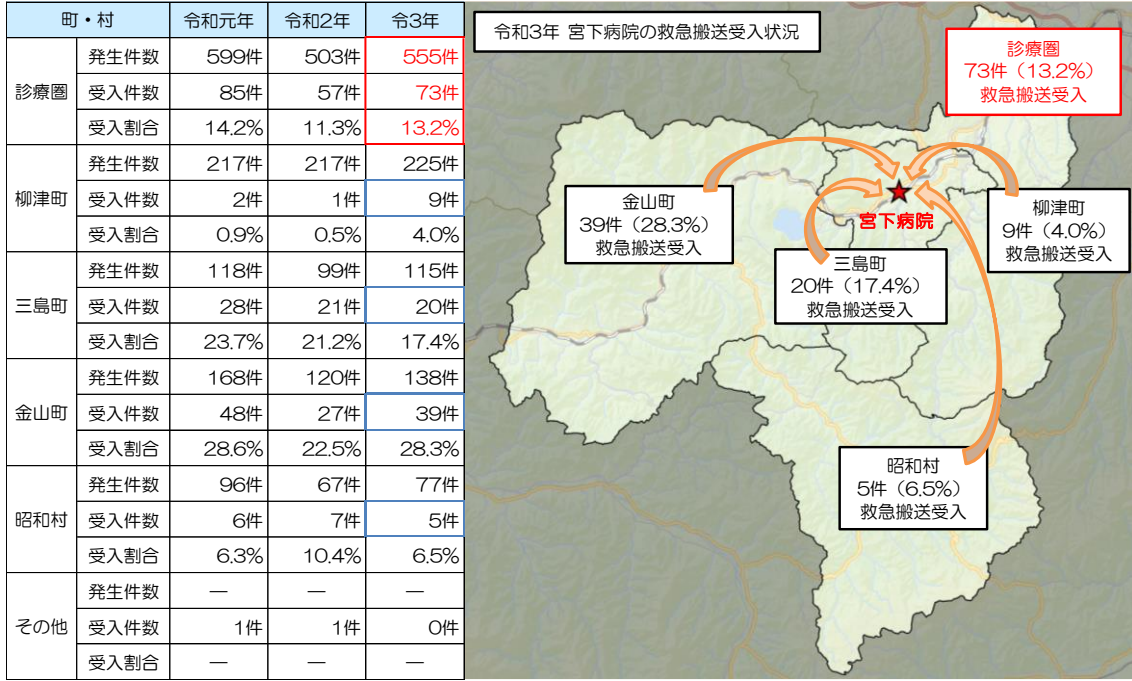 町・村 令和元年 令和2年 令3年
診療圏 発生件数 599件 503件 555件
受入件数 85件 57件 73件
受入割合 14.2% 11.3% 13.2%
柳津町 発生件数 217件 217件 225件
受入件数 2件 1件 9件
受入割合 0.9% 0.5% 4.0%
三島町 発生件数 118件 99件 115件
受入件数 28件 21件 20件
受入割合 23.7% 21.2% 17.4%
金山町 発生件数 168件 120件 138件
受入件数 48件 27件 39件
受入割合 28.6% 22.5% 28.3%
昭和村 発生件数 96件 67件 77件
受入件数 6件 7件 5件
受入割合 6.3% 10.4% 6.5%
その他 発生件数 ― ― ―
受入件数 1件 1件 0件
受入割合 ― ― ―
令和3年 宮下病院の救急搬送受入状況
診療圏
73件(13.2%)
救急搬送受入
金山町
39件(28.3%)
救急搬送受入
宮下病院
柳津町
9件(4.0%)
救急搬送受入
三島町
20件(17.4%)
救急搬送受入
昭和村
5件(6.5%)
救急搬送受入